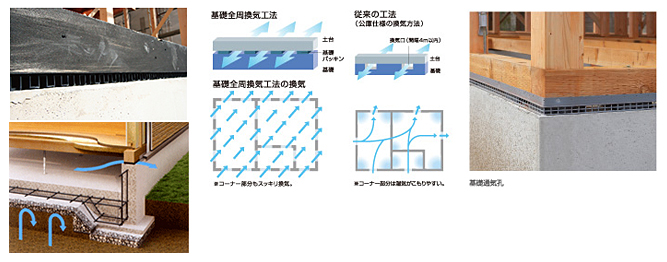 基礎全周換気工法
土台
基礎
パッキン
基礎
基礎全周換気工法の換気
※コーナー部分もスッキリ換気。
従来の工法
(公庫仕様の換気方法)
換気口(間隔4m以内)
土台
基礎
※コーナー部分は湿気がこもりやすい。
基礎通気孔